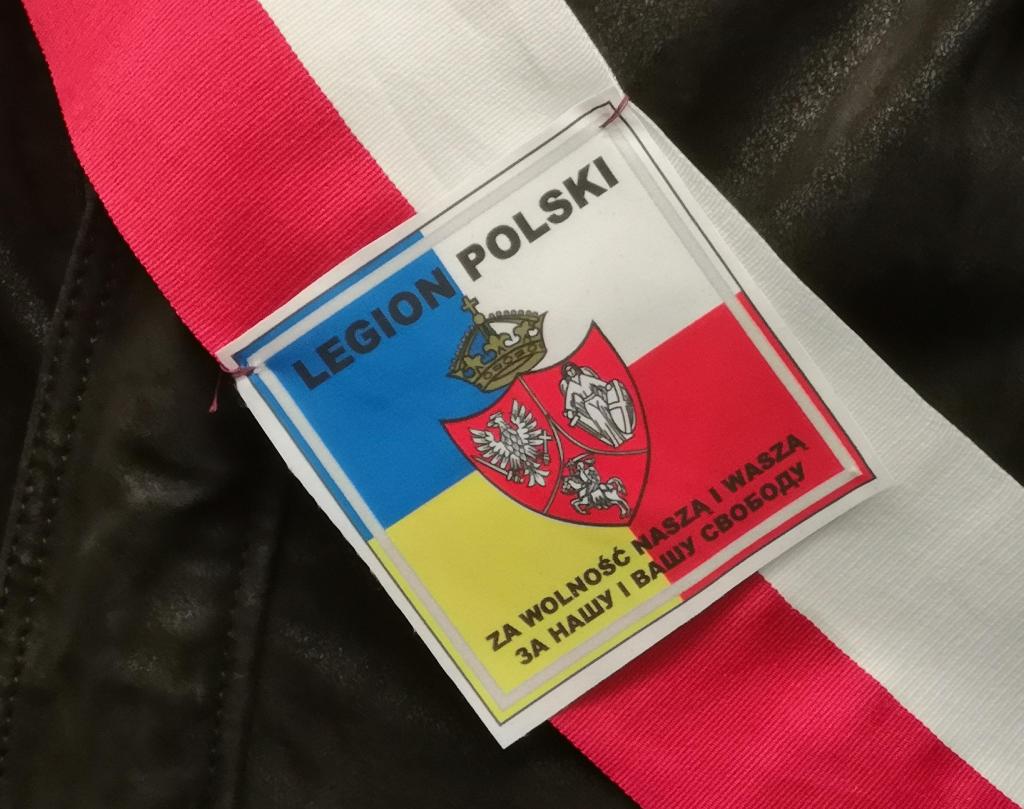 LEGION POLSKI
ZA WOLNOŚĆ NASZĄ I WASZĄ
ЗА НАШУ І ВАШУ СВОБОДУ